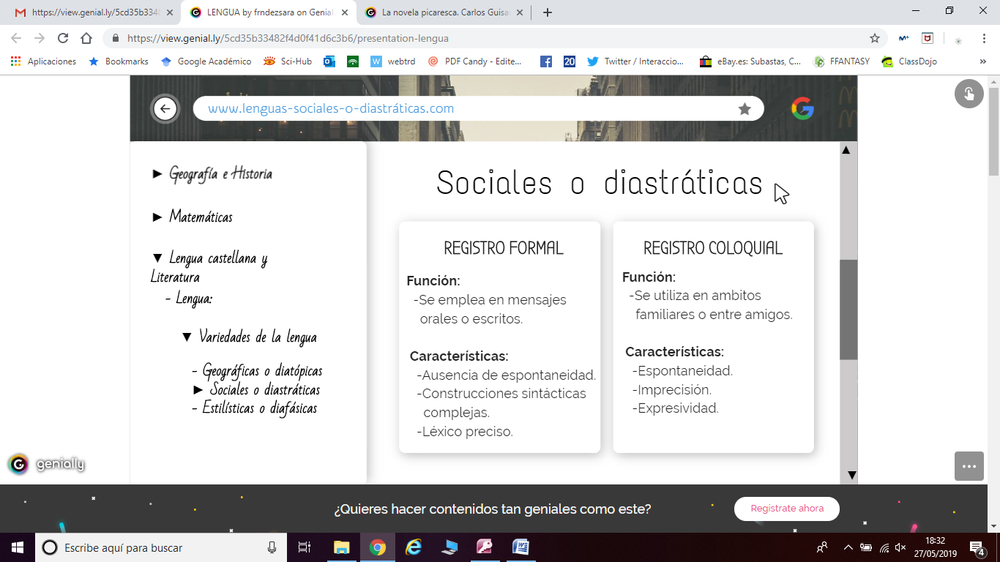 https://view.genial.ly/5cd35b334
LENGUA by frndezsara on Genial.
La novela picaresca. Carlos Guisa
https://view.genial.ly/5cd35b33482f4d0f41d6c3b6/presentation-lengua
Aplicaciones
Bookmarks
Google Académico
Sci-Hub
webtrd
PDF Candy - Edite...
20
Twitter / Interaccio...
eBay.es: Subastas, C...
FFANTASY
ClassDojo
»
www.lenguas-sociales-o-diastráticas.com
► Geografía e Historia
► Matemáticas
▼ Lengua castellana y
Literatura
- Lengua:
▼ Variedades de la lengua
- Geográficas o diatópicas
► Sociales o diastráticas
- Estilísticas o diafásicas
Sociales o diastráticas
REGISTRO FORMAL
Función:
-Se emplea en mensajes
orales o escritos.
Características:
-Ausencia de espontaneidad.
-Construcciones sintácticas
complejas.
-Léxico preciso.
REGISTRO COLOQUIAL
Función:
-Se utiliza en ambitos
familiares o entre amigos.
Características:
-Espontaneidad.
-Imprecisión.
-Expresividad.
genially
¿Quieres hacer contenidos tan geniales como este?
Regístrate ahora
Escribe aquí para buscar
18:32
27/05/2019
4